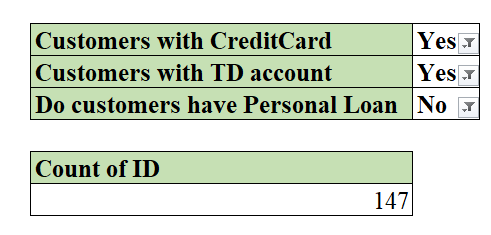 Customers with CreditCard Yes
Customers with TD account Yes
Do customers have Personal Loan No
Count of ID
147